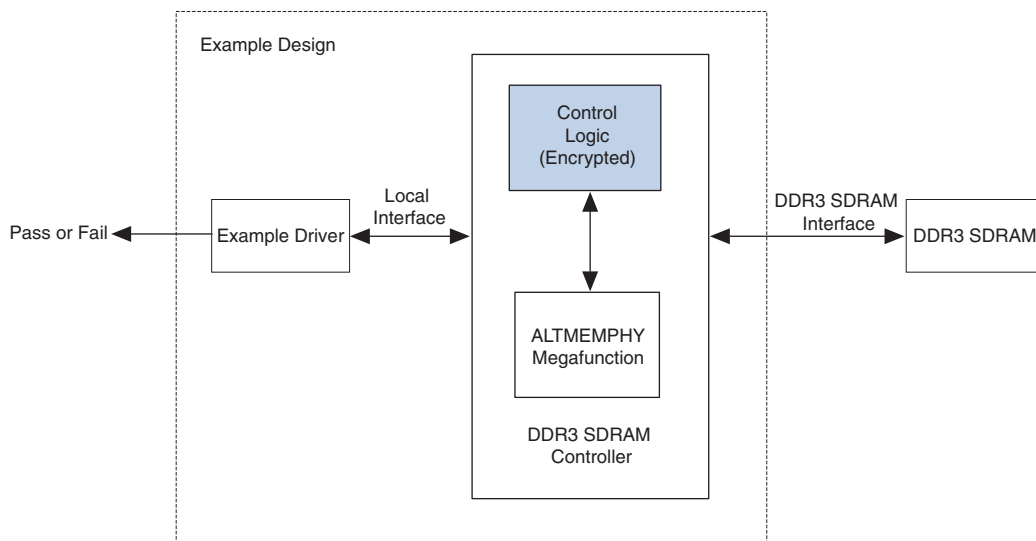 Example Design
Control
Logic
(Encrypted)
Local
Interface
DDR3 SDRAM
Interface
Pass or Fail
Example Driver
DDR3 SDRAM
ALTMEMPHY
Megafunction
DDR3 SDRAM
Controller